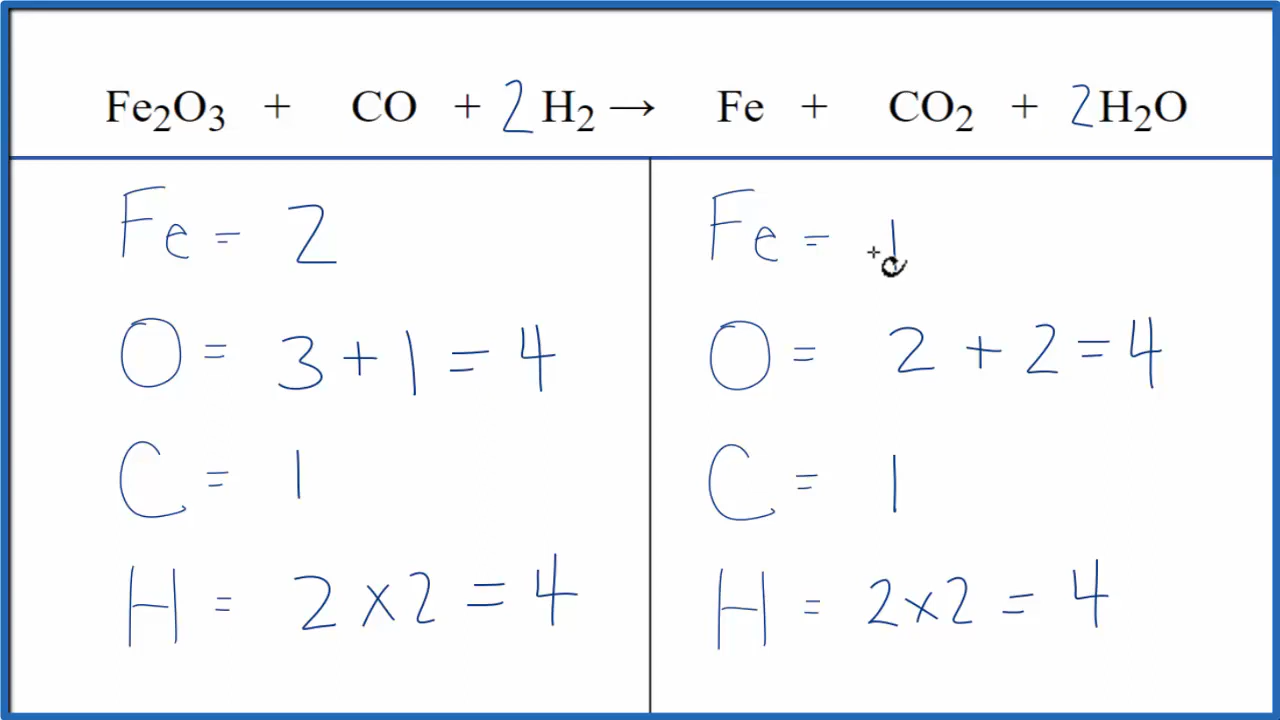 Fe₂O₃ + CO + 2 H₂ → Fe + CO₂ + 2 H₂O
Fe = 2
O = 3 + 1 = 4
C = 1
H = 2 x 2 = 4
Fe = 1
O = 2 + 2 = 4
C = 1
H = 2 x 2 = 4